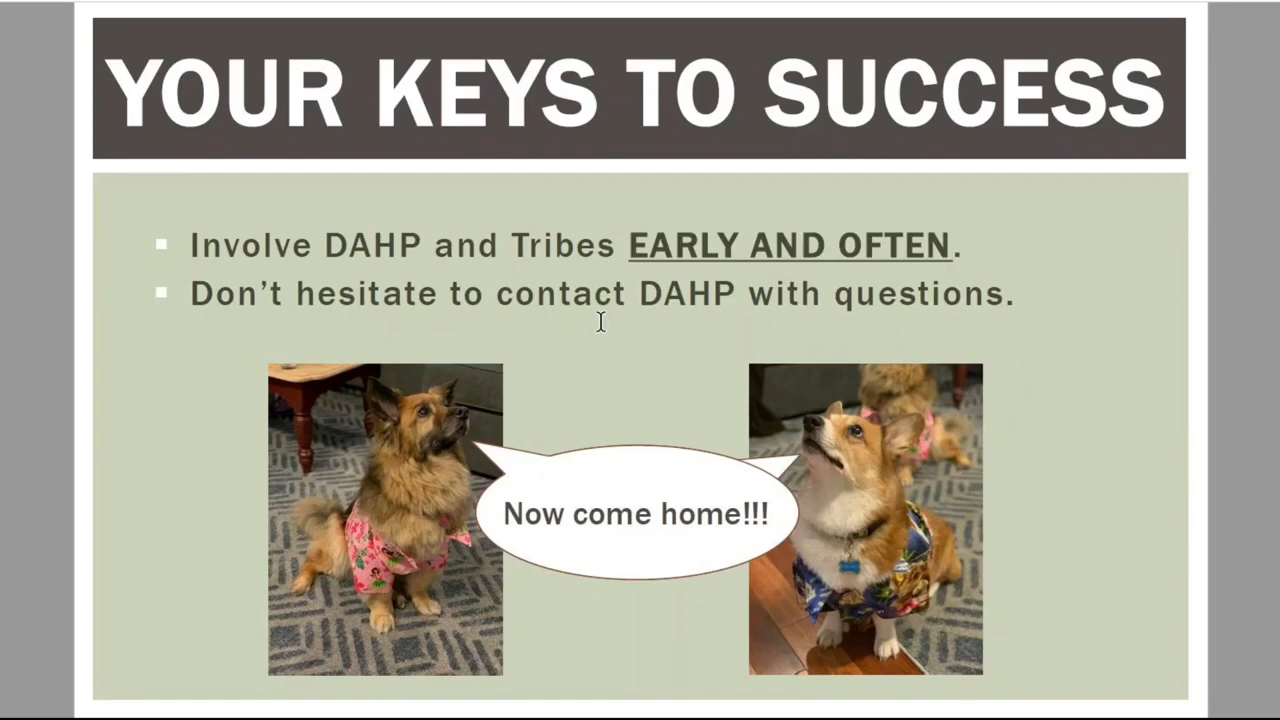 YOUR KEYS TO SUCCESS
Involve DAHP and Tribes EARLY AND OFTEN.
Don’t hesitate to contact DAHP with questions.
Now come home!!!